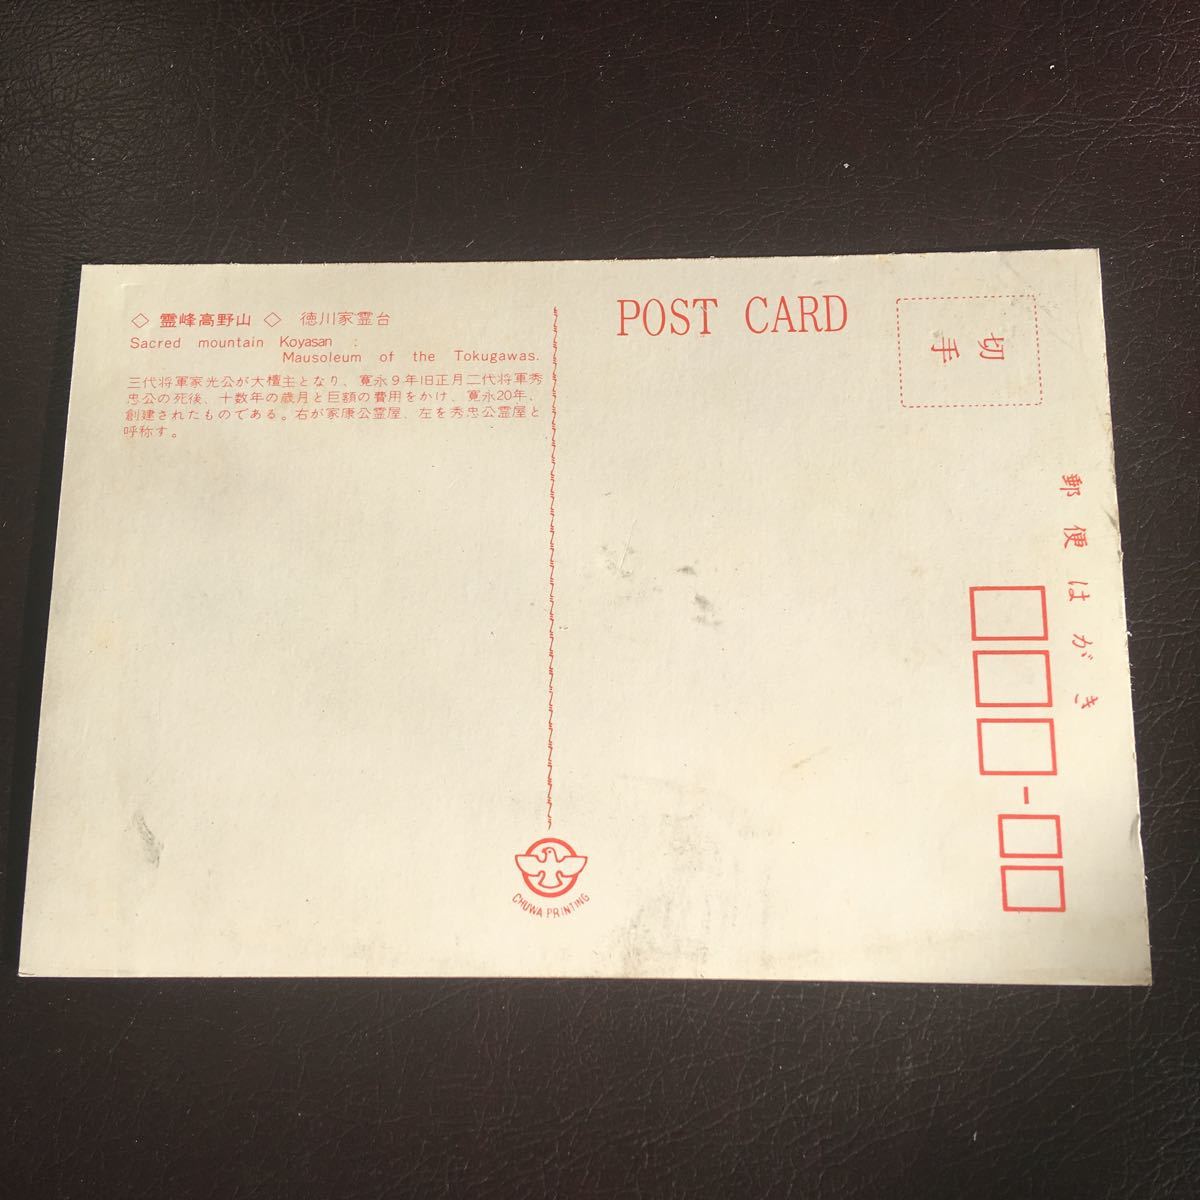 ◇ 霊峰高野山 ◇ 徳川家霊台
Sacred mountain Koyasan :
Mausoleum of the Tokugawas.
三代将軍家光公が大檀主となり、寛永9年旧正月二代将軍秀
忠公の死後、十数年の歳月と巨額の費用をかけ、寛永20年、
創建されたものである。右が家康公霊屋、左を秀忠公霊屋と
呼称す。
POST CARD
切手
郵便はがき
CHUWA PRINTING